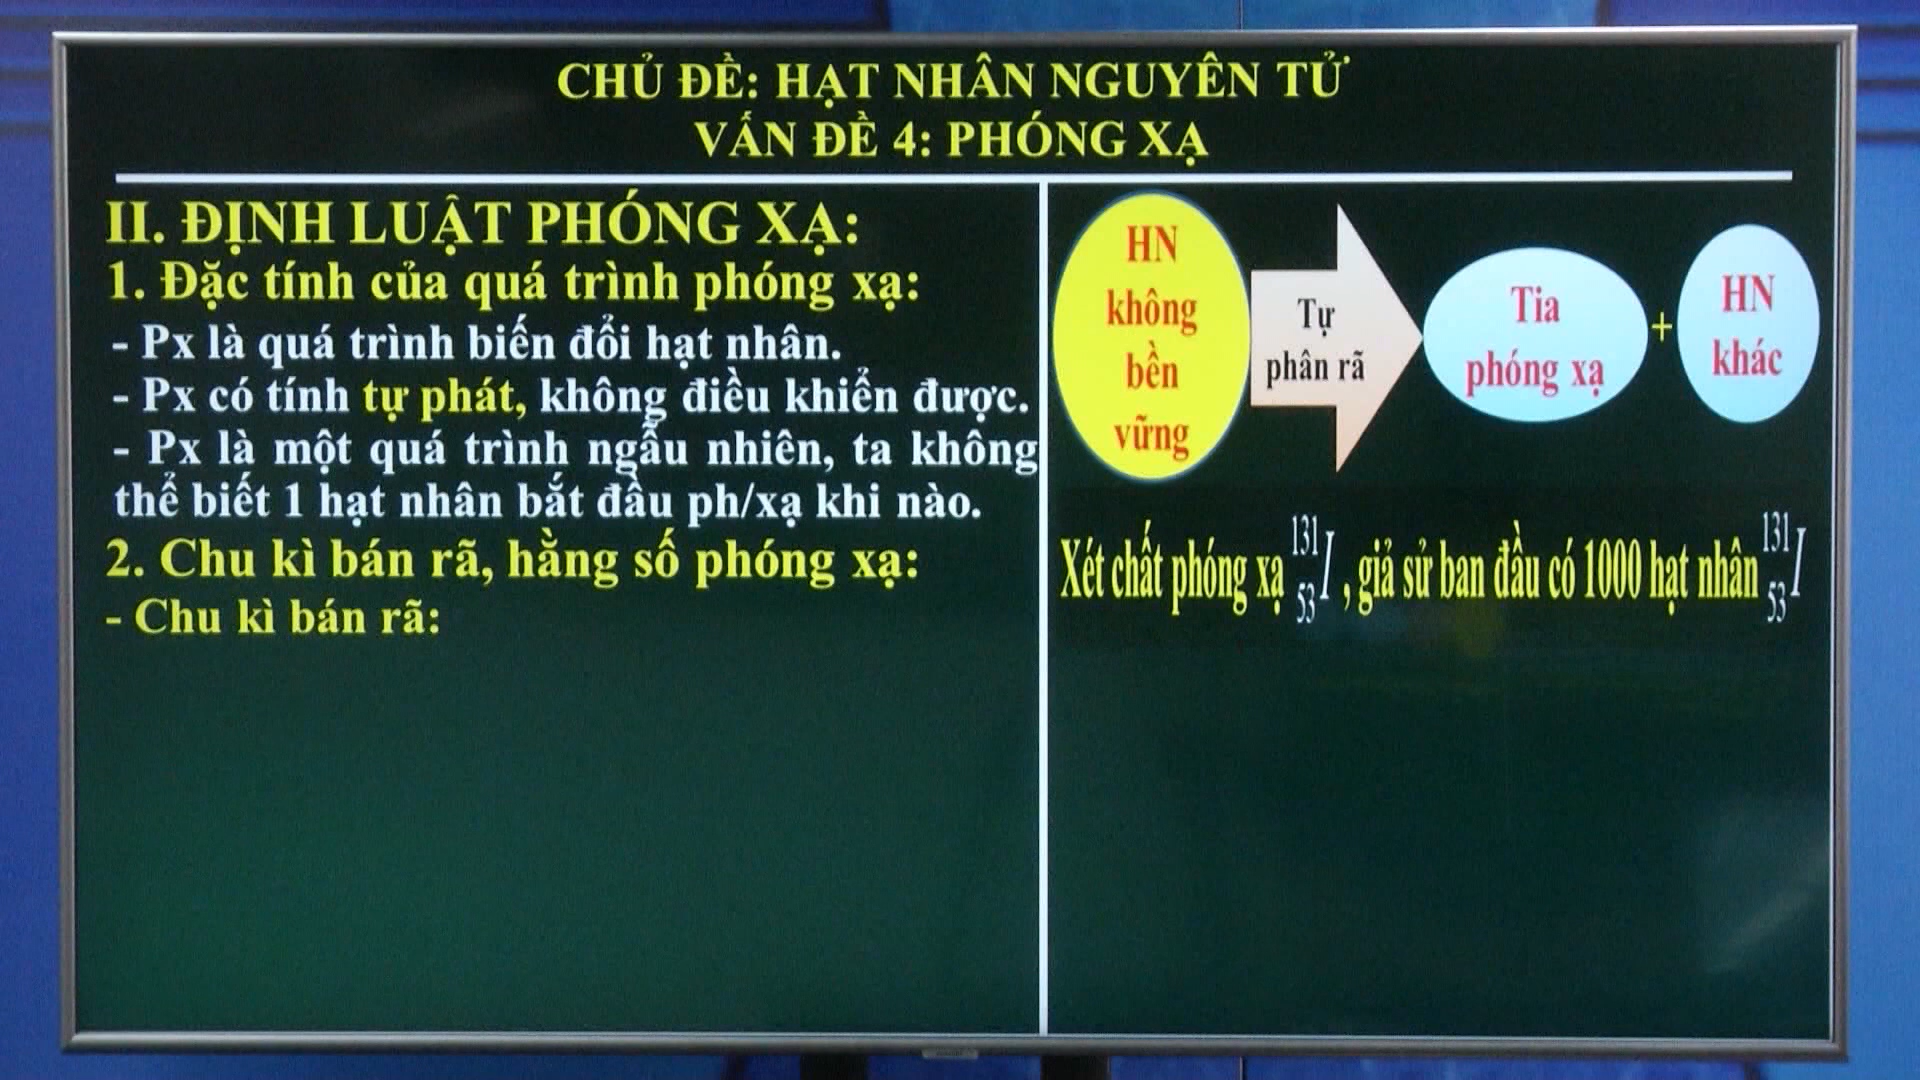 CHỦ ĐỀ: HẠT NHÂN NGUYÊN TỬ
VẤN ĐỀ 4: PHÓNG XẠ
II. ĐỊNH LUẬT PHÓNG XẠ:
1. Đặc tính của quá trình phóng xạ:
- Px là quá trình biến đổi hạt nhân.
- Px có tính tự phát, không điều khiển được.
- Px là một quá trình ngẫu nhiên, ta không
thể biết 1 hạt nhân bắt đầu ph/xạ khi nào.
2. Chu kì bán rã, hằng số phóng xạ:
- Chu kì bán rã:
HN
không
bền
vững
Tự
phân rã
Tia
phóng xạ
+
HN
khác
Xét chất phóng xạ ¹³¹₅₃I , giả sử ban đầu có 1000 hạt nhân ¹³¹₅₃I